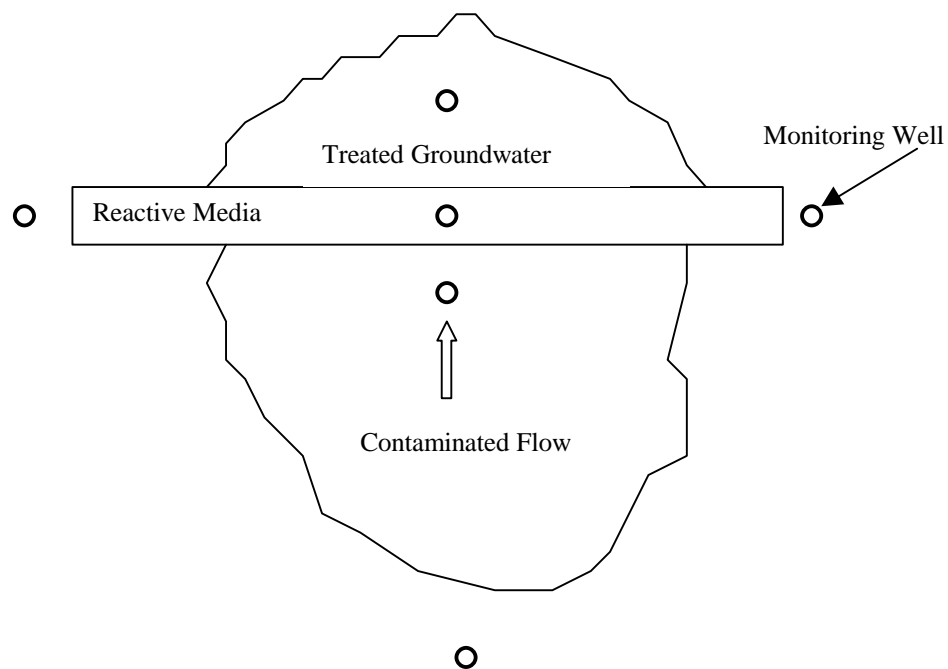 Monitoring Well
Treated Groundwater
Reactive Media
Contaminated Flow